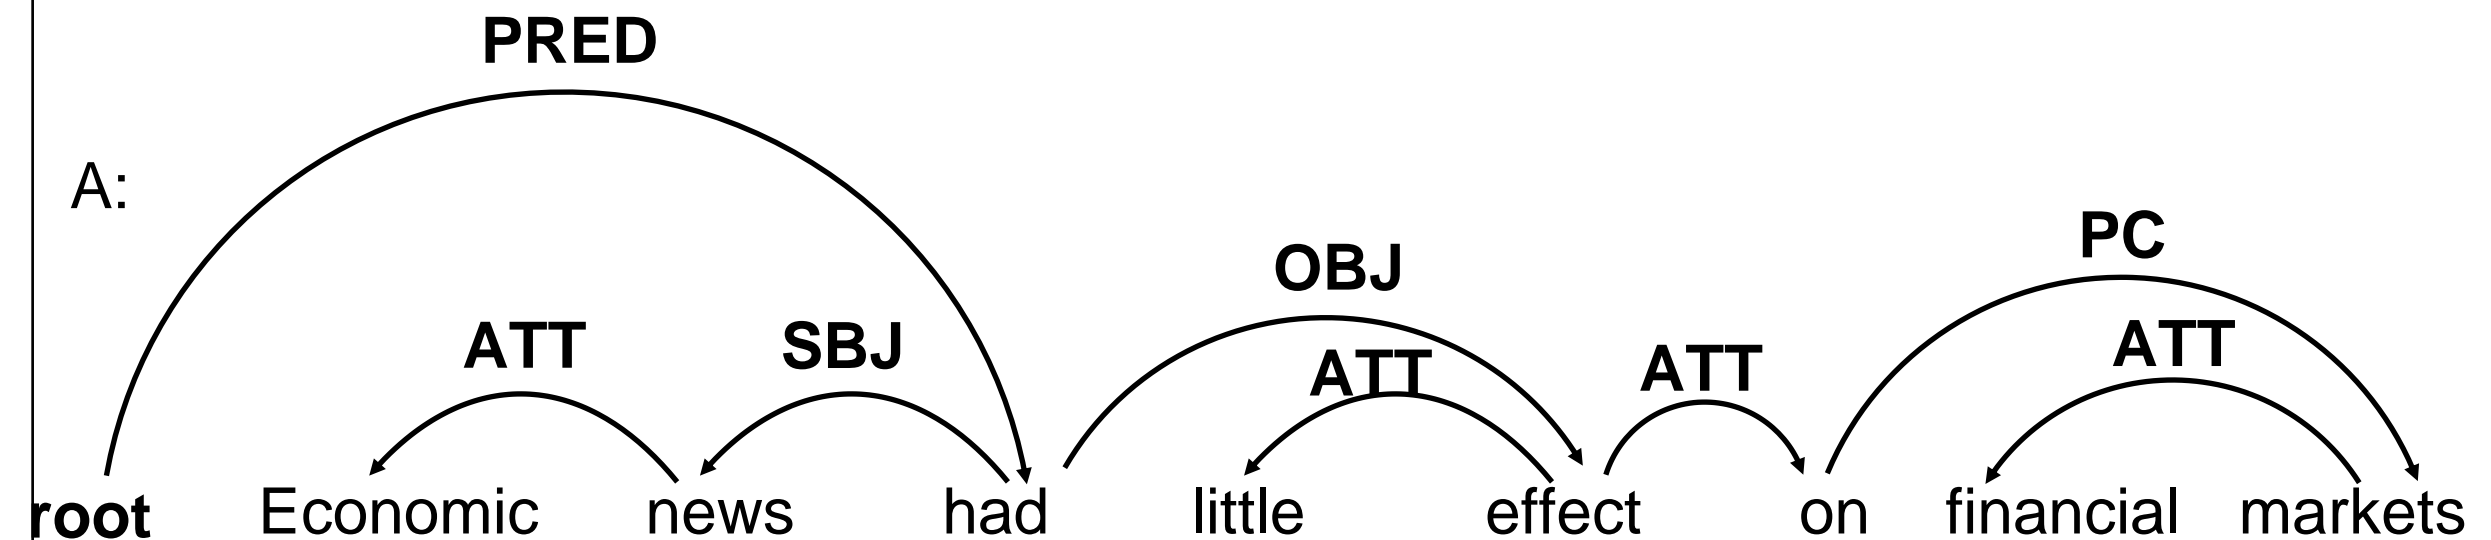 PRED
A:
OBJ
PC
ATT SBJ ATT ATT ATT
root Economic news had little effect on financial markets